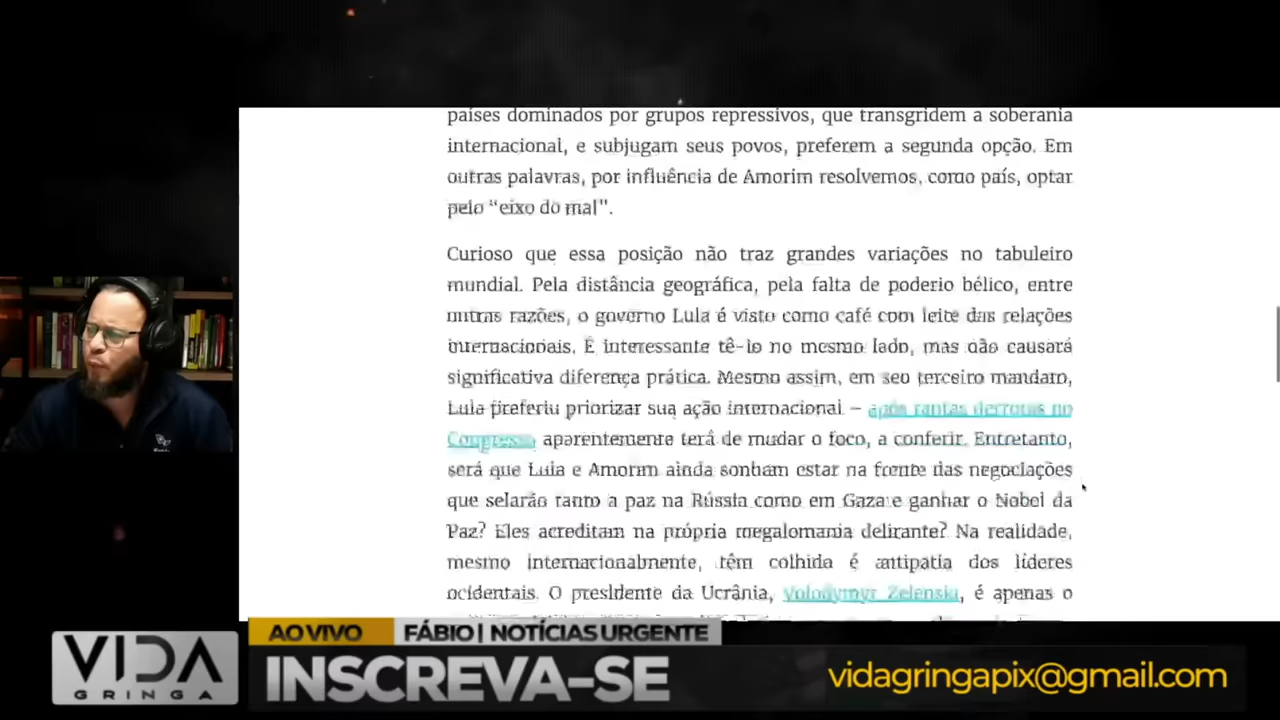 países dominados por grupos repressivos, que transgridem a soberania
internacional, e subjugam seus povos, preferem a segunda opção. Em
outras palavras, por influência de Amorim resolvemos, como país, optar
pelo “eixo do mal”.
Curioso que essa posição não traz grandes variações no tabuleiro
mundial. Pela distância geográfica, pela falta de poderio bélico, entre
outras razões, o governo Lula é visto como café com leite das relações
internacionais. É interessante tê-lo no mesmo lado, mas não causará
significativa diferença prática. Mesmo assim, em seu terceiro mandato,
Lula preferiu priorizar sua ação internacional – após tantas derrotas no
Congresso, aparentemente terá de mudar o foco, a conferir. Entretanto,
será que Lula e Amorim ainda sonham estar na frente das negociações
que selarão tanto a paz na Rússia como em Gaza e ganhar o Nobel da
Paz? Eles acreditam na própria megalomania delirante? Na realidade,
mesmo internacionalmente, têm colhida é antipatia dos líderes
ocidentais. O presidente da Ucrânia, Volodymyr Zelenski, é apenas o
AO VIVO
FÁBIO | NOTÍCIAS URGENTE
VIDA
GRINGA
INSCREVA-SE
vidagringapix@gmail.com